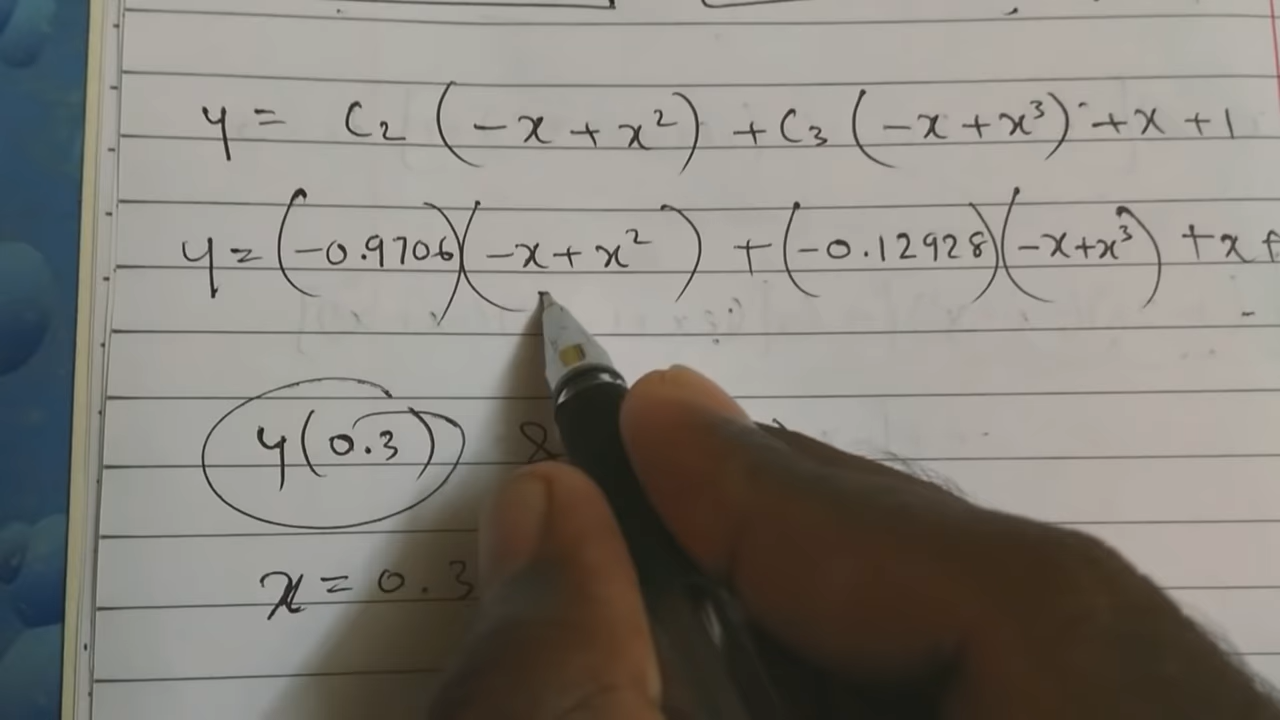 y = C₂ (-x + x²) + C₃ (-x + x³) + x + 1
y = (-0.9706)(-x + x²) + (-0.12928)(-x + x³) + x +
y(0.3) &
x = 0.3